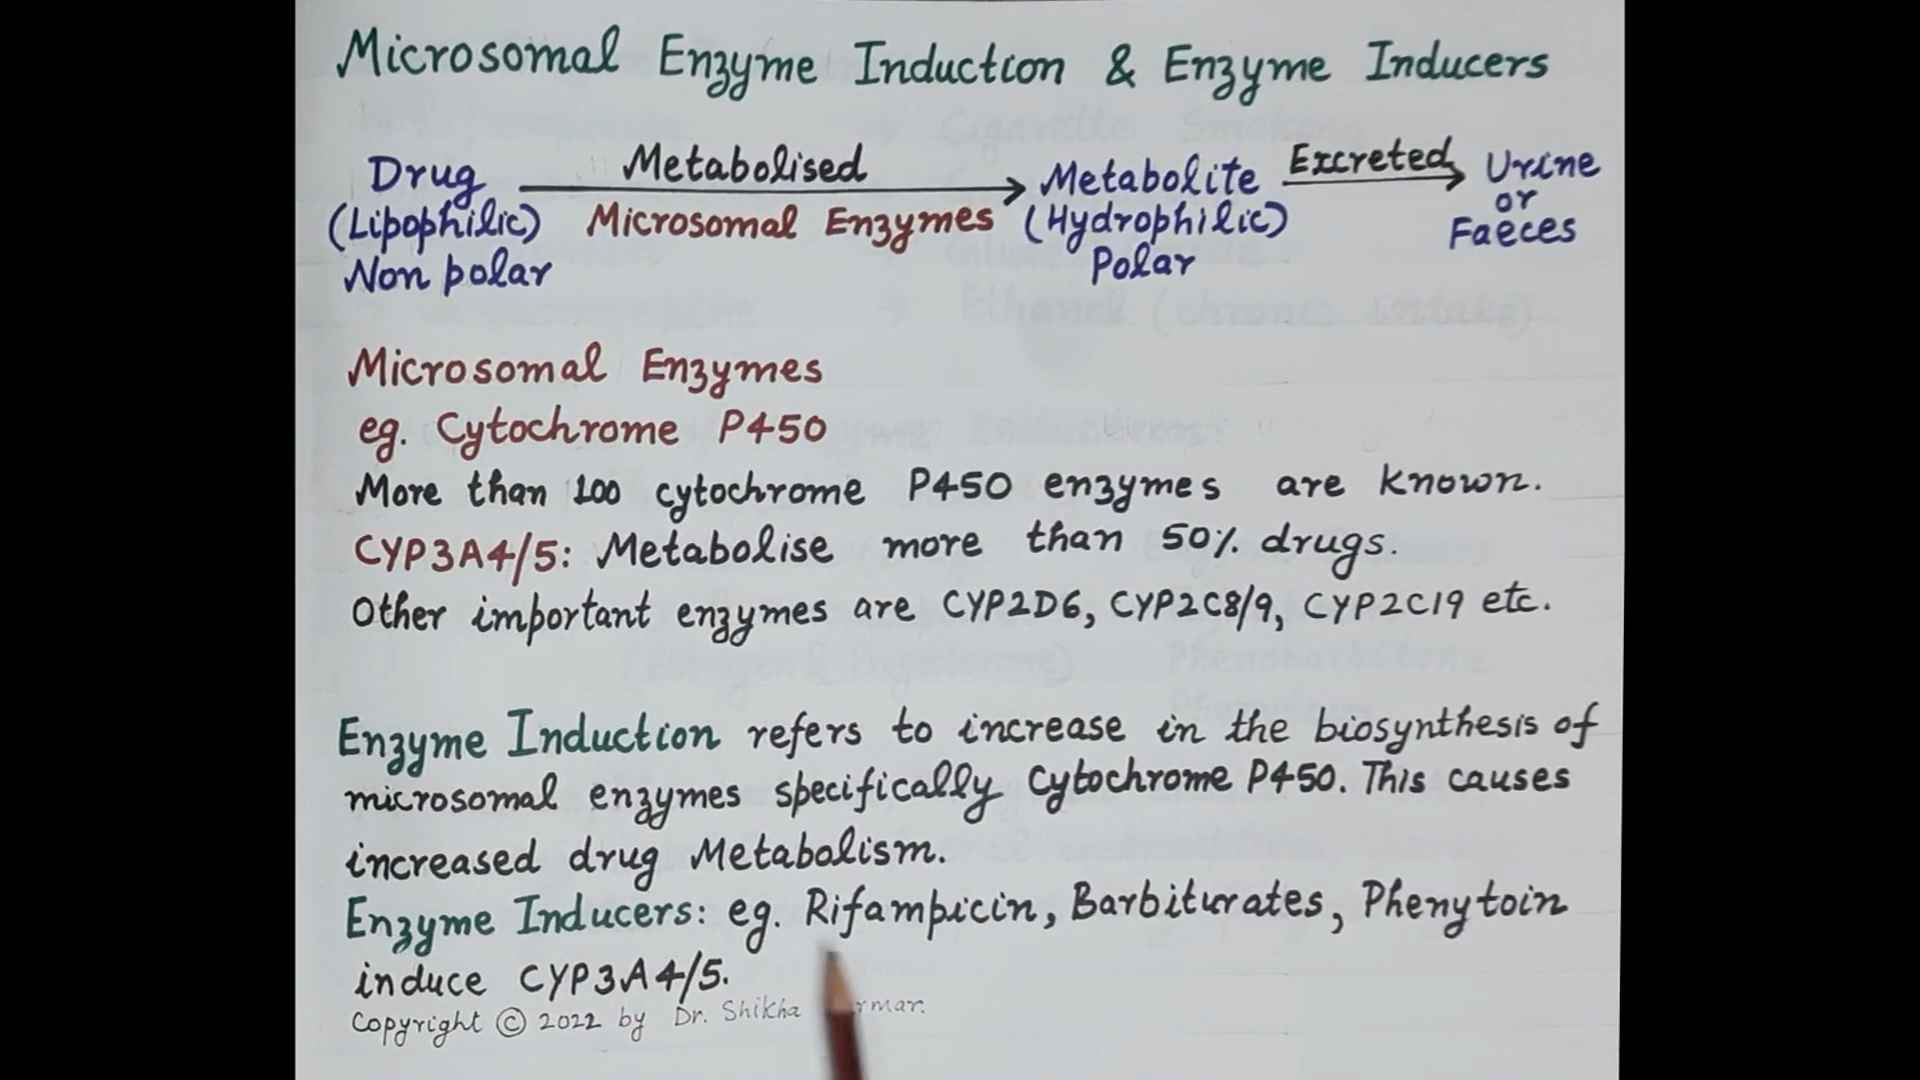 Microsomal Enzyme Induction & Enzyme Inducers
Drug Metabolised Metabolite Excreted Urine
or
(Lipophilic) Microsomal Enzymes (Hydrophilic) Faeces
Non polar Polar
Microsomal Enzymes
eg. Cytochrome P450
More than 100 cytochrome P450 enzymes are known.
CYP3A4/5: Metabolise more than 50% drugs.
Other important enzymes are CYP2D6, CYP2C8/9, CYP2C19 etc.
Enzyme Induction refers to increase in the biosynthesis of
microsomal enzymes specifically Cytochrome P450. This causes
increased drug Metabolism.
Enzyme Inducers: eg. Rifampicin, Barbiturates, Phenytoin
induce CYP3A4/5.
Copyright © 2022 by Dr. Shikha